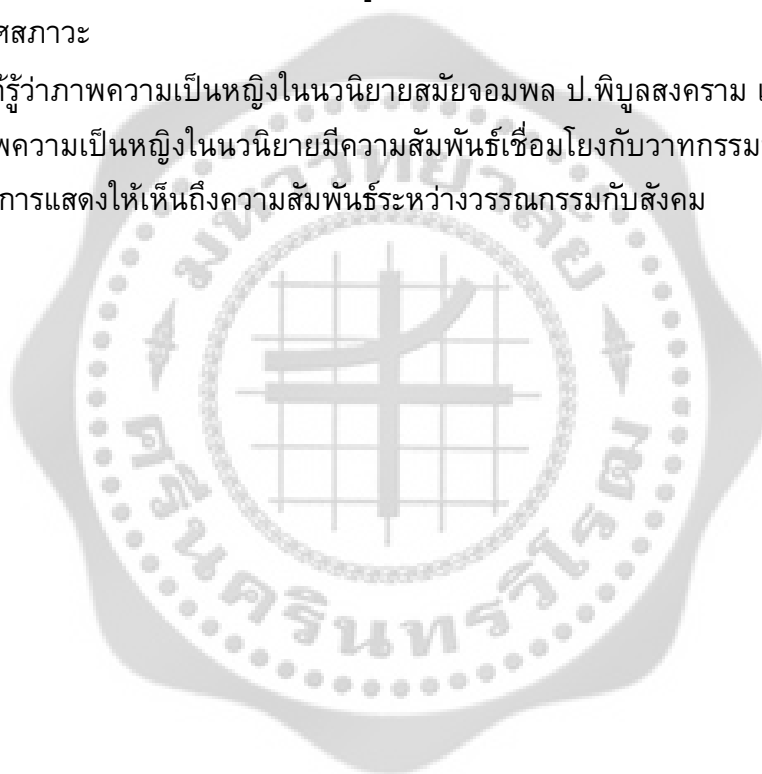 ศสภาวะ
รู้ว่าภาพความเป็นหญิงในนวนิยายสมัยจอมพล ป.พิบูลสงคราม
พความเป็นหญิงในนวนิยายมีความสัมพันธ์เชื่อมโยงกับวาทกรรม
การแสดงให้เห็นถึงความสัมพันธ์ระหว่างวรรณกรรมกับสังคม
มหาวิทยาลัย
ศรีนครินทรวิโรฒ